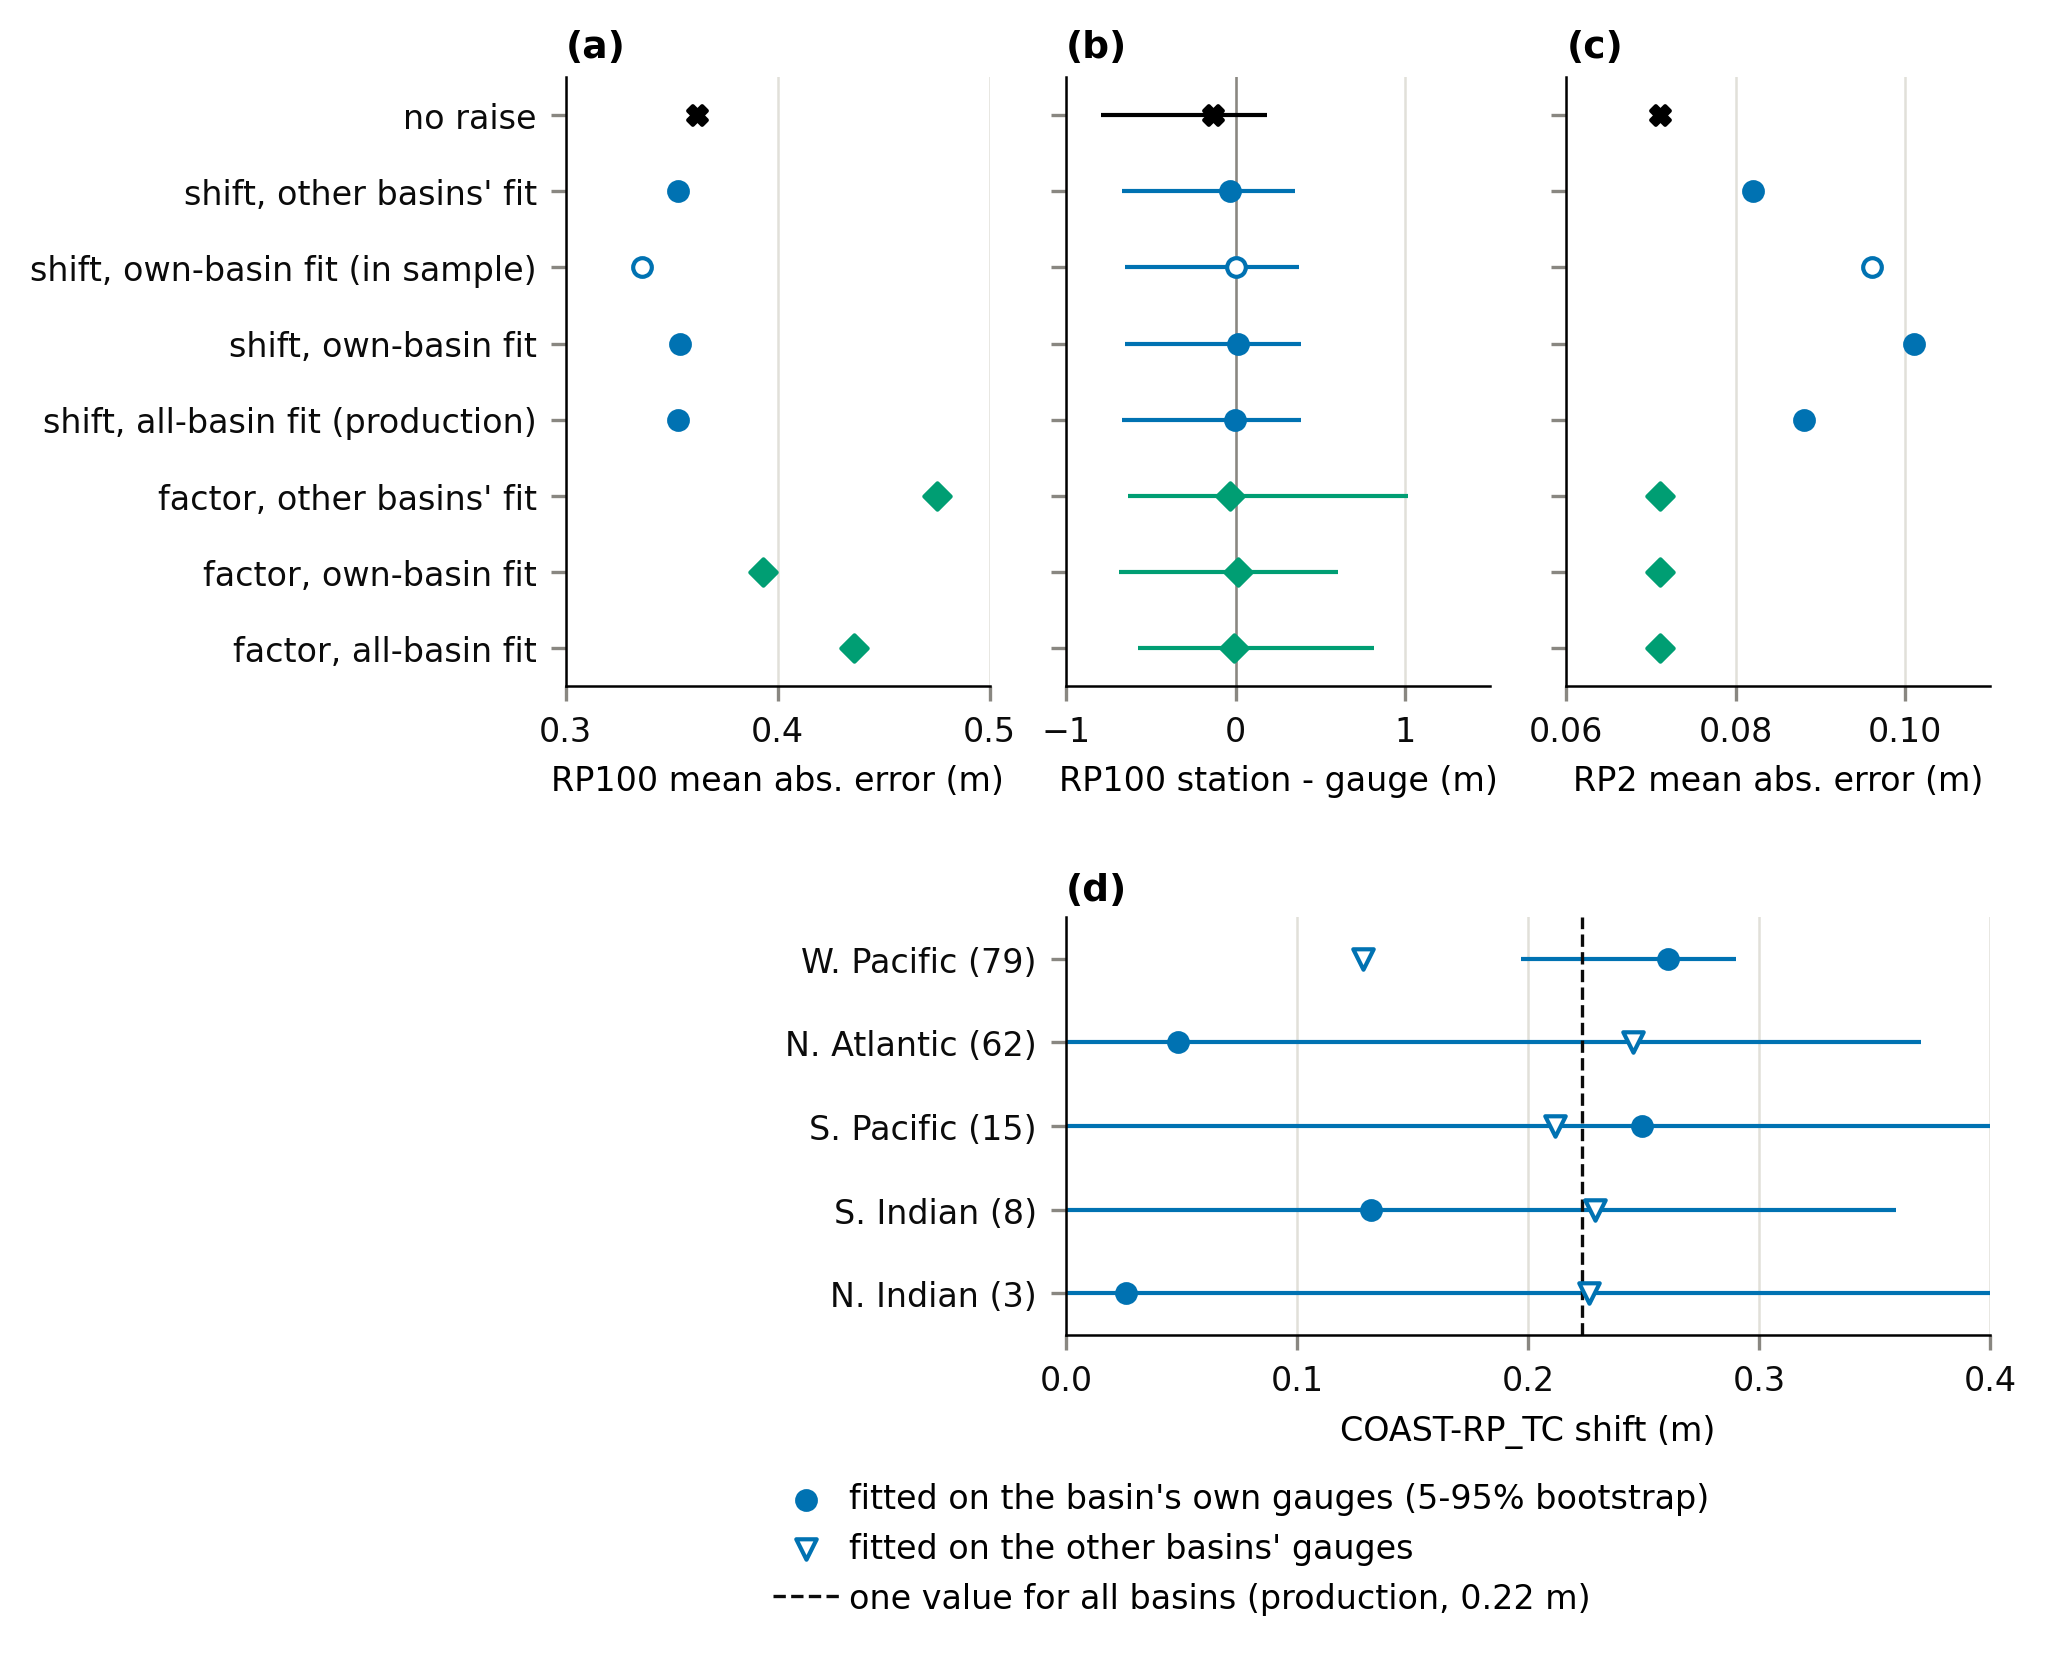 (a)
(b)
(c)
no raise
shift, other basins' fit
shift, own-basin fit (in sample)
shift, own-basin fit
shift, all-basin fit (production)
factor, other basins' fit
factor, own-basin fit
factor, all-basin fit
0.3 0.4 0.5
−1 0 1
0.06 0.08 0.10
RP100 mean abs. error (m)
RP100 station - gauge (m)
RP2 mean abs. error (m)
(d)
W. Pacific (79)
N. Atlantic (62)
S. Pacific (15)
S. Indian (8)
N. Indian (3)
0.0 0.1 0.2 0.3 0.4
COAST-RP_TC shift (m)
fitted on the basin's own gauges (5-95% bootstrap)
fitted on the other basins' gauges
one value for all basins (production, 0.22 m)